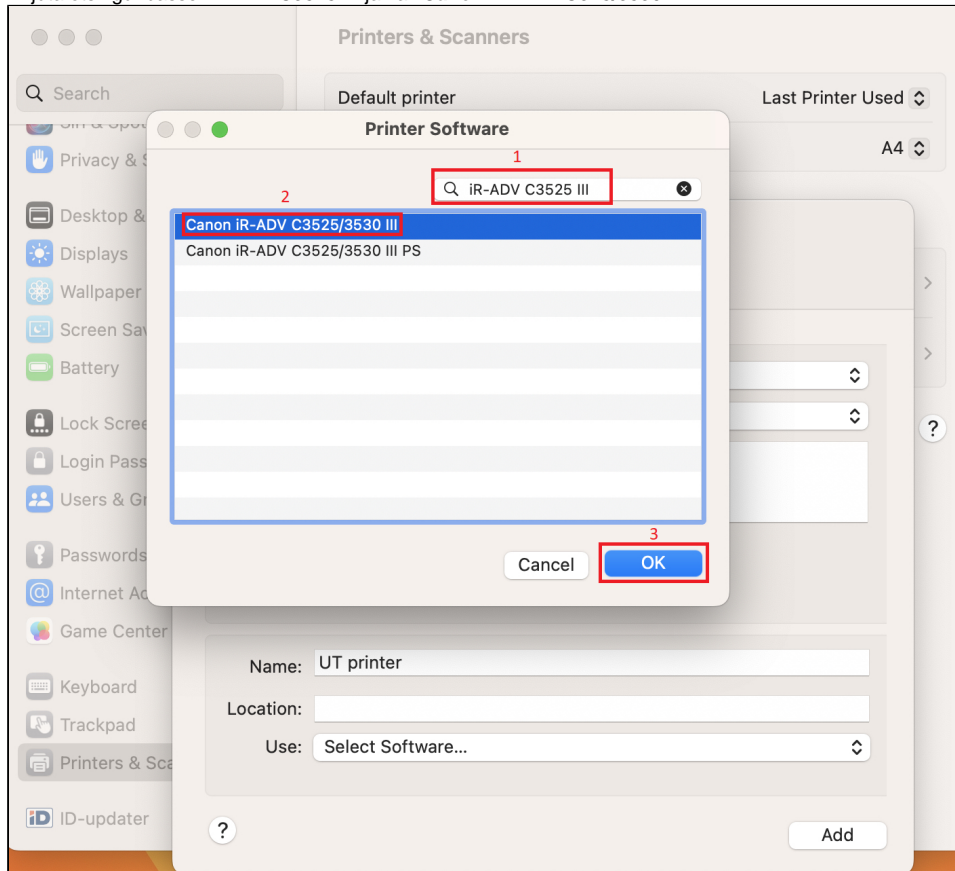 Printers & Scanners
Search
Default printer
Last Printer Used
A4
Privacy & S
Desktop &
Displays
Wallpaper
Screen Sav
Battery
Lock Scree
Login Pass
Users & Gr
Passwords
Internet Ac
Game Center
Keyboard
Trackpad
Printers & Sca
iD ID-updater
Printer Software
1
iR-ADV C3525 III
2
Canon iR-ADV C3525/3530 III
Canon iR-ADV C3525/3530 III PS
3
Cancel
OK
?
Name: UT printer
Location:
Use: Select Software...
?
Add